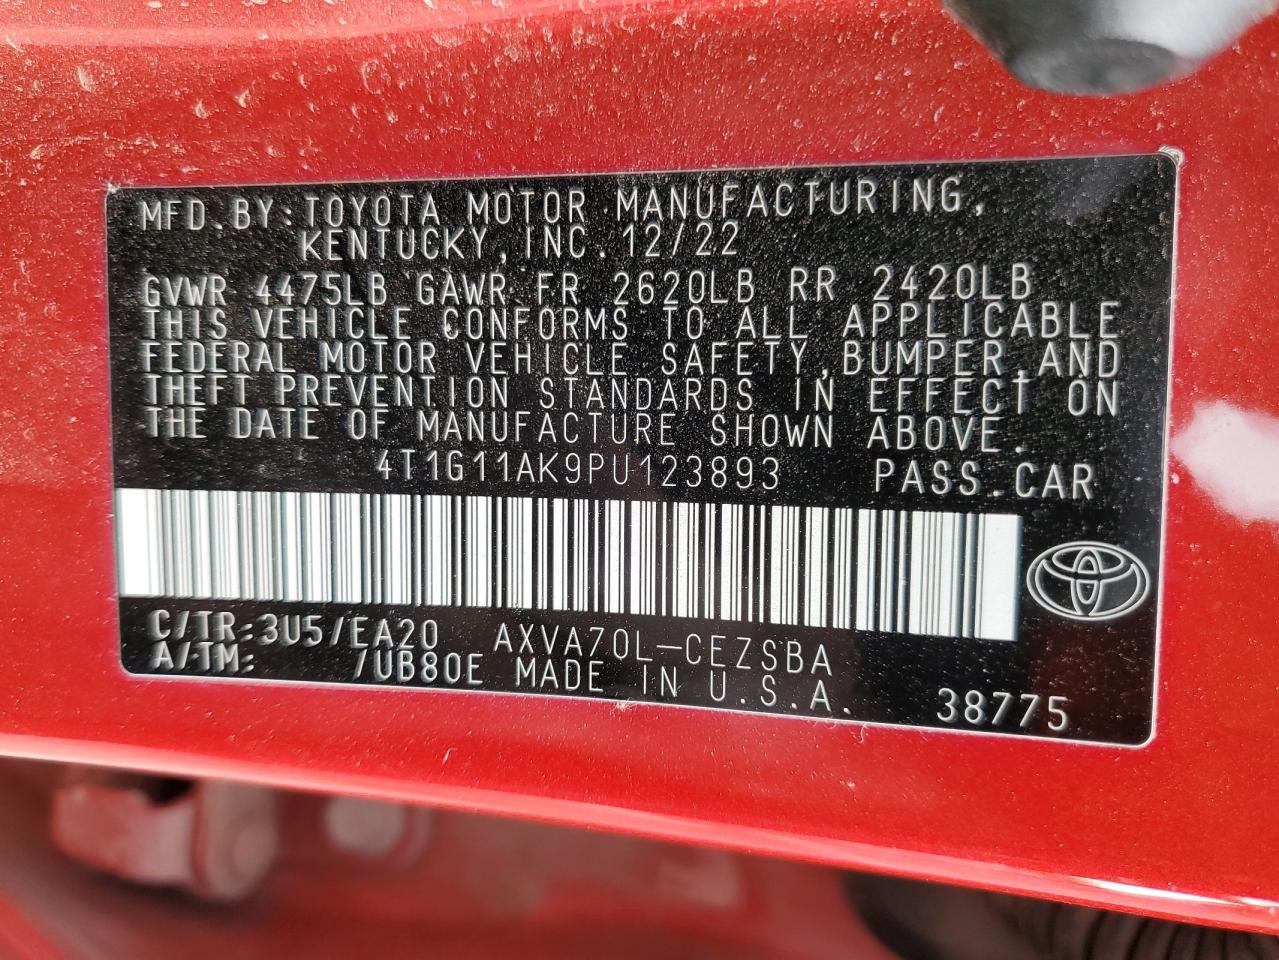 MFD.BY:TOYOTA MOTOR MANUFACTURING,
KENTUCKY, INC. 12/22
GVWR 4475LB GAWR FR 2620LB RR 2420LB
THIS VEHICLE CONFORMS TO ALL APPLICABLE
FEDERAL MOTOR VEHICLE SAFETY,BUMPER,AND
THEFT PREVENTION STANDARDS IN EFFECT ON
THE DATE OF MANUFACTURE SHOWN ABOVE.
4T1G11AK9PU123893 PASS.CAR
C/TR:3U5/EA20 AXVA70L-CEZSBA
A/TM: /UB80E MADE IN U.S.A. 38775